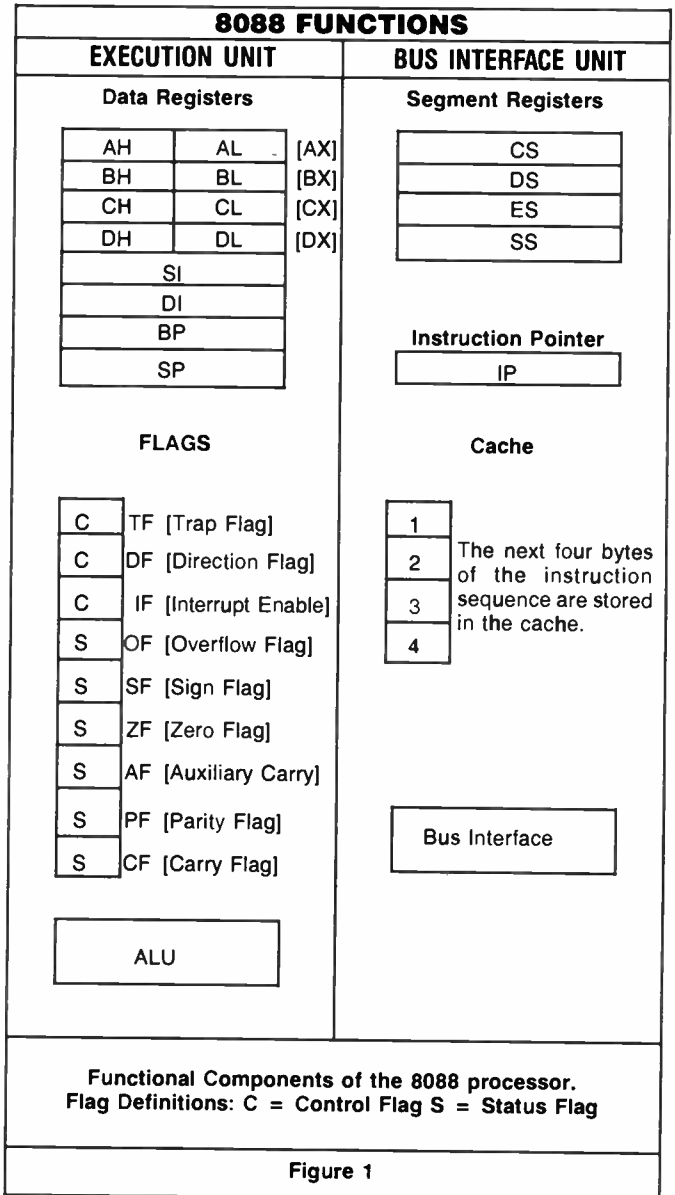 8088 FUNCTIONS
EXECUTION UNIT
Data Registers
AH AL [AX]
BH BL [BX]
CH CL [CX]
DH DL [DX]
SI
DI
BP
SP
FLAGS
C TF [Trap Flag]
C DF [Direction Flag]
C IF [Interrupt Enable]
S OF [Overflow Flag]
S SF [Sign Flag]
S ZF [Zero Flag]
S AF [Auxiliary Carry]
S PF [Parity Flag]
S CF [Carry Flag]
ALU
BUS INTERFACE UNIT
Segment Registers
CS
DS
ES
SS
Instruction Pointer
IP
Cache
1
2
3
4
The next four bytes
of the instruction
sequence are stored
in the cache.
Bus Interface
Functional Components of the 8088 processor.
Flag Definitions: C = Control Flag S = Status Flag
Figure 1